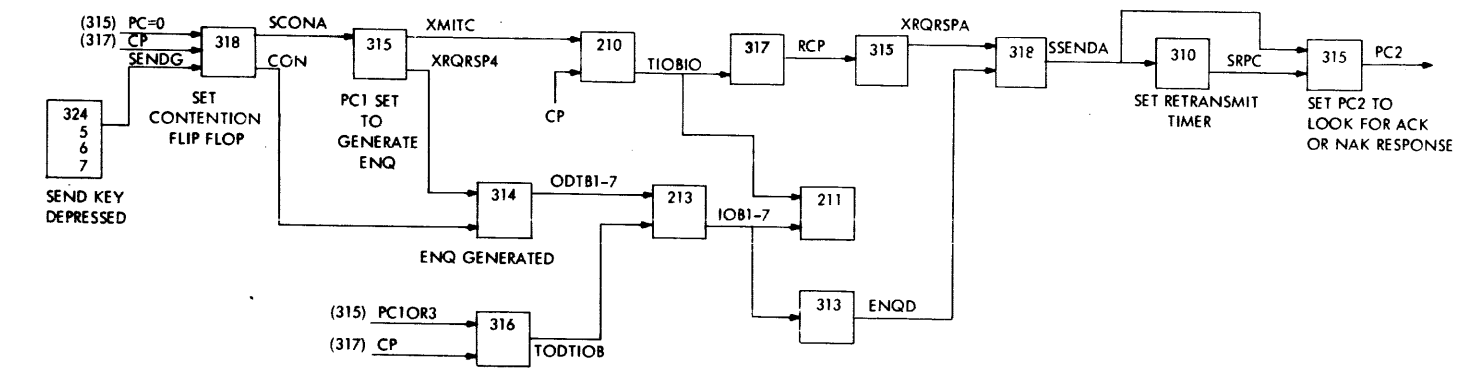 (315) PC=0
(317) CP
SENDG
318
SCONA
CON
SET
CONTENTION
FLIP FLOP
324
5
6
7
SEND KEY
DEPRESSED
315
XMITC
XRQRSP4
PC1 SET
TO
GENERATE
ENQ
210
CP
TIOBIO
317
RCP
315
XRQRSPA
318
SSENDA
310
SRPC
SET RETRANSMIT
TIMER
315
PC2
SET PC2 TO
LOOK FOR ACK
OR NAK RESPONSE
314
ODTB1-7
ENQ GENERATED
213
IOB1-7
211
(315) PC1OR3
(317) CP
316
TODTIOB
313
ENQD